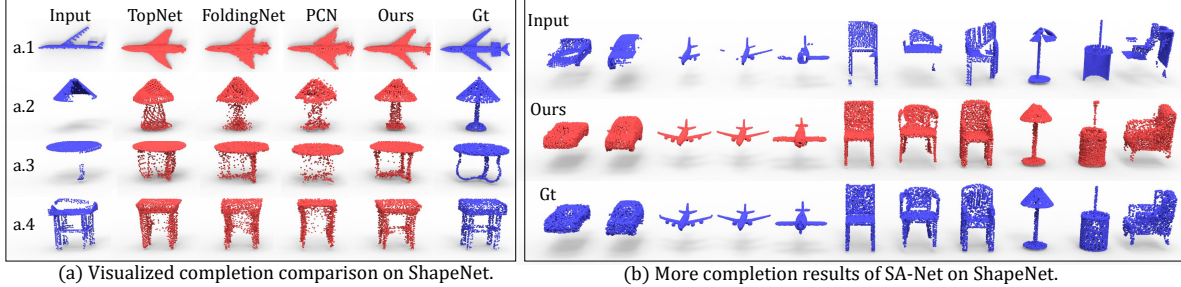 Input TopNet FoldingNet PCN Ours Gt
a.1
a.2
a.3
a.4
(a) Visualized completion comparison on ShapeNet.
Input
Ours
Gt
(b) More completion results of SA-Net on ShapeNet.